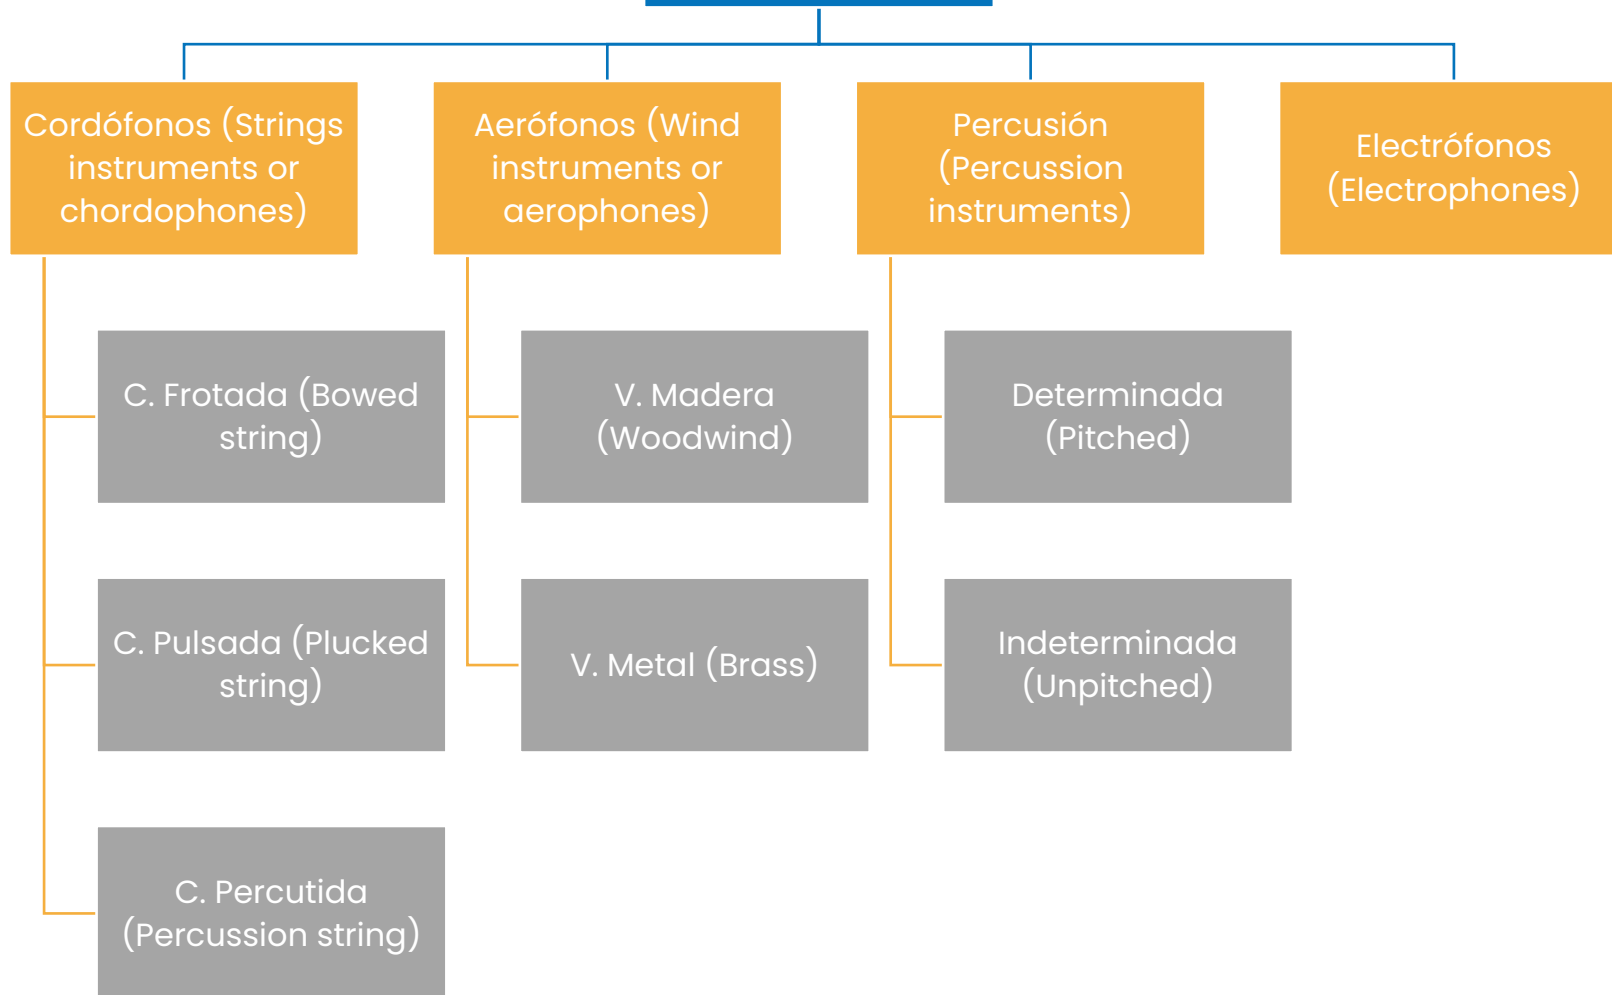 Cordófonos (Strings
instruments or
chordophones)
Aerófonos (Wind
instruments or
aerophones)
Percusión
(Percussion
instruments)
Electrófonos
(Electrophones)
C. Frotada (Bowed
string)
V. Madera
(Woodwind)
Determinada
(Pitched)
C. Pulsada (Plucked
string)
V. Metal (Brass)
Indeterminada
(Unpitched)
C. Percutida
(Percussion string)